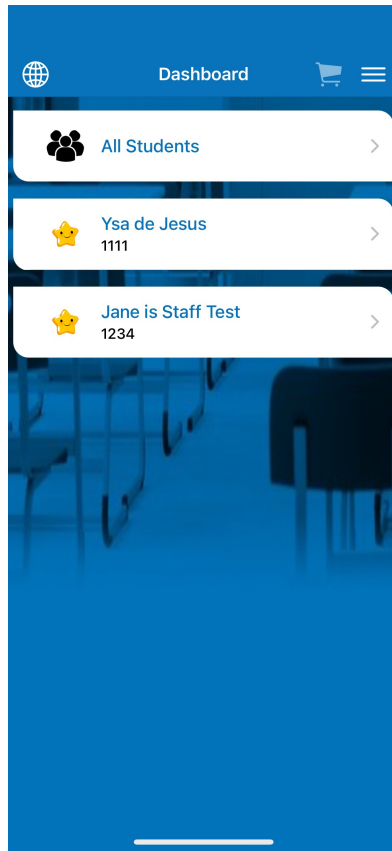 Dashboard
All Students
Ysa de Jesus
1111
Jane is Staff Test
1234